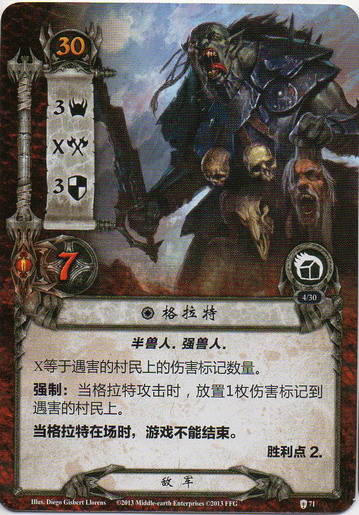 30
3
X
3
7
4/30
格拉特
半兽人. 强兽人.
X等于遇害的村民上的伤害标记数量。
强制：当格拉特攻击时，放置1枚伤害标记到
遇害的村民上。
当格拉特在场时，游戏不能结束。
胜利点 2.
敌军
Illus. Diego Gisbert Llorens ©2013 Middle-earth Enterprises ©2013 FFG 71